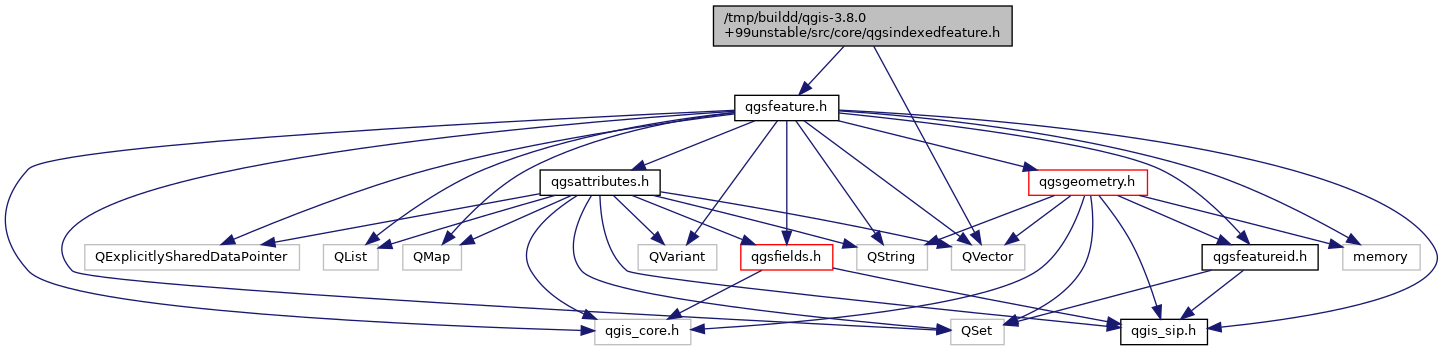 /tmp/buildd/qgis-3.8.0
+99unstable/src/core/qgsindexedfeature.h
qgsfeature.h
qgsattributes.h
qgsgeometry.h
QExplicitlySharedDataPointer
QList
QMap
QVariant
qgsfields.h
QString
QVector
qgsfeatureid.h
memory
qgis_core.h
QSet
qgis_sip.h